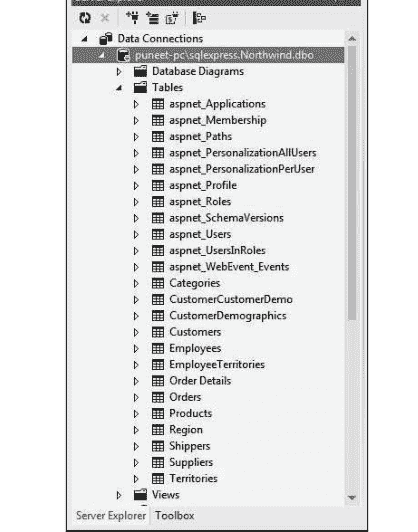 Data Connections
puneet-pc\sqlexpress.Northwind.dbo
Database Diagrams
Tables
aspnet_Applications
aspnet_Membership
aspnet_Paths
aspnet_PersonalizationAllUsers
aspnet_PersonalizationPerUser
aspnet_Profile
aspnet_Roles
aspnet_SchemaVersions
aspnet_Users
aspnet_UsersInRoles
aspnet_WebEvent_Events
Categories
CustomerCustomerDemo
CustomerDemographics
Customers
Employees
EmployeeTerritories
Order Details
Orders
Products
Region
Shippers
Suppliers
Territories
Views
Server Explorer Toolbox